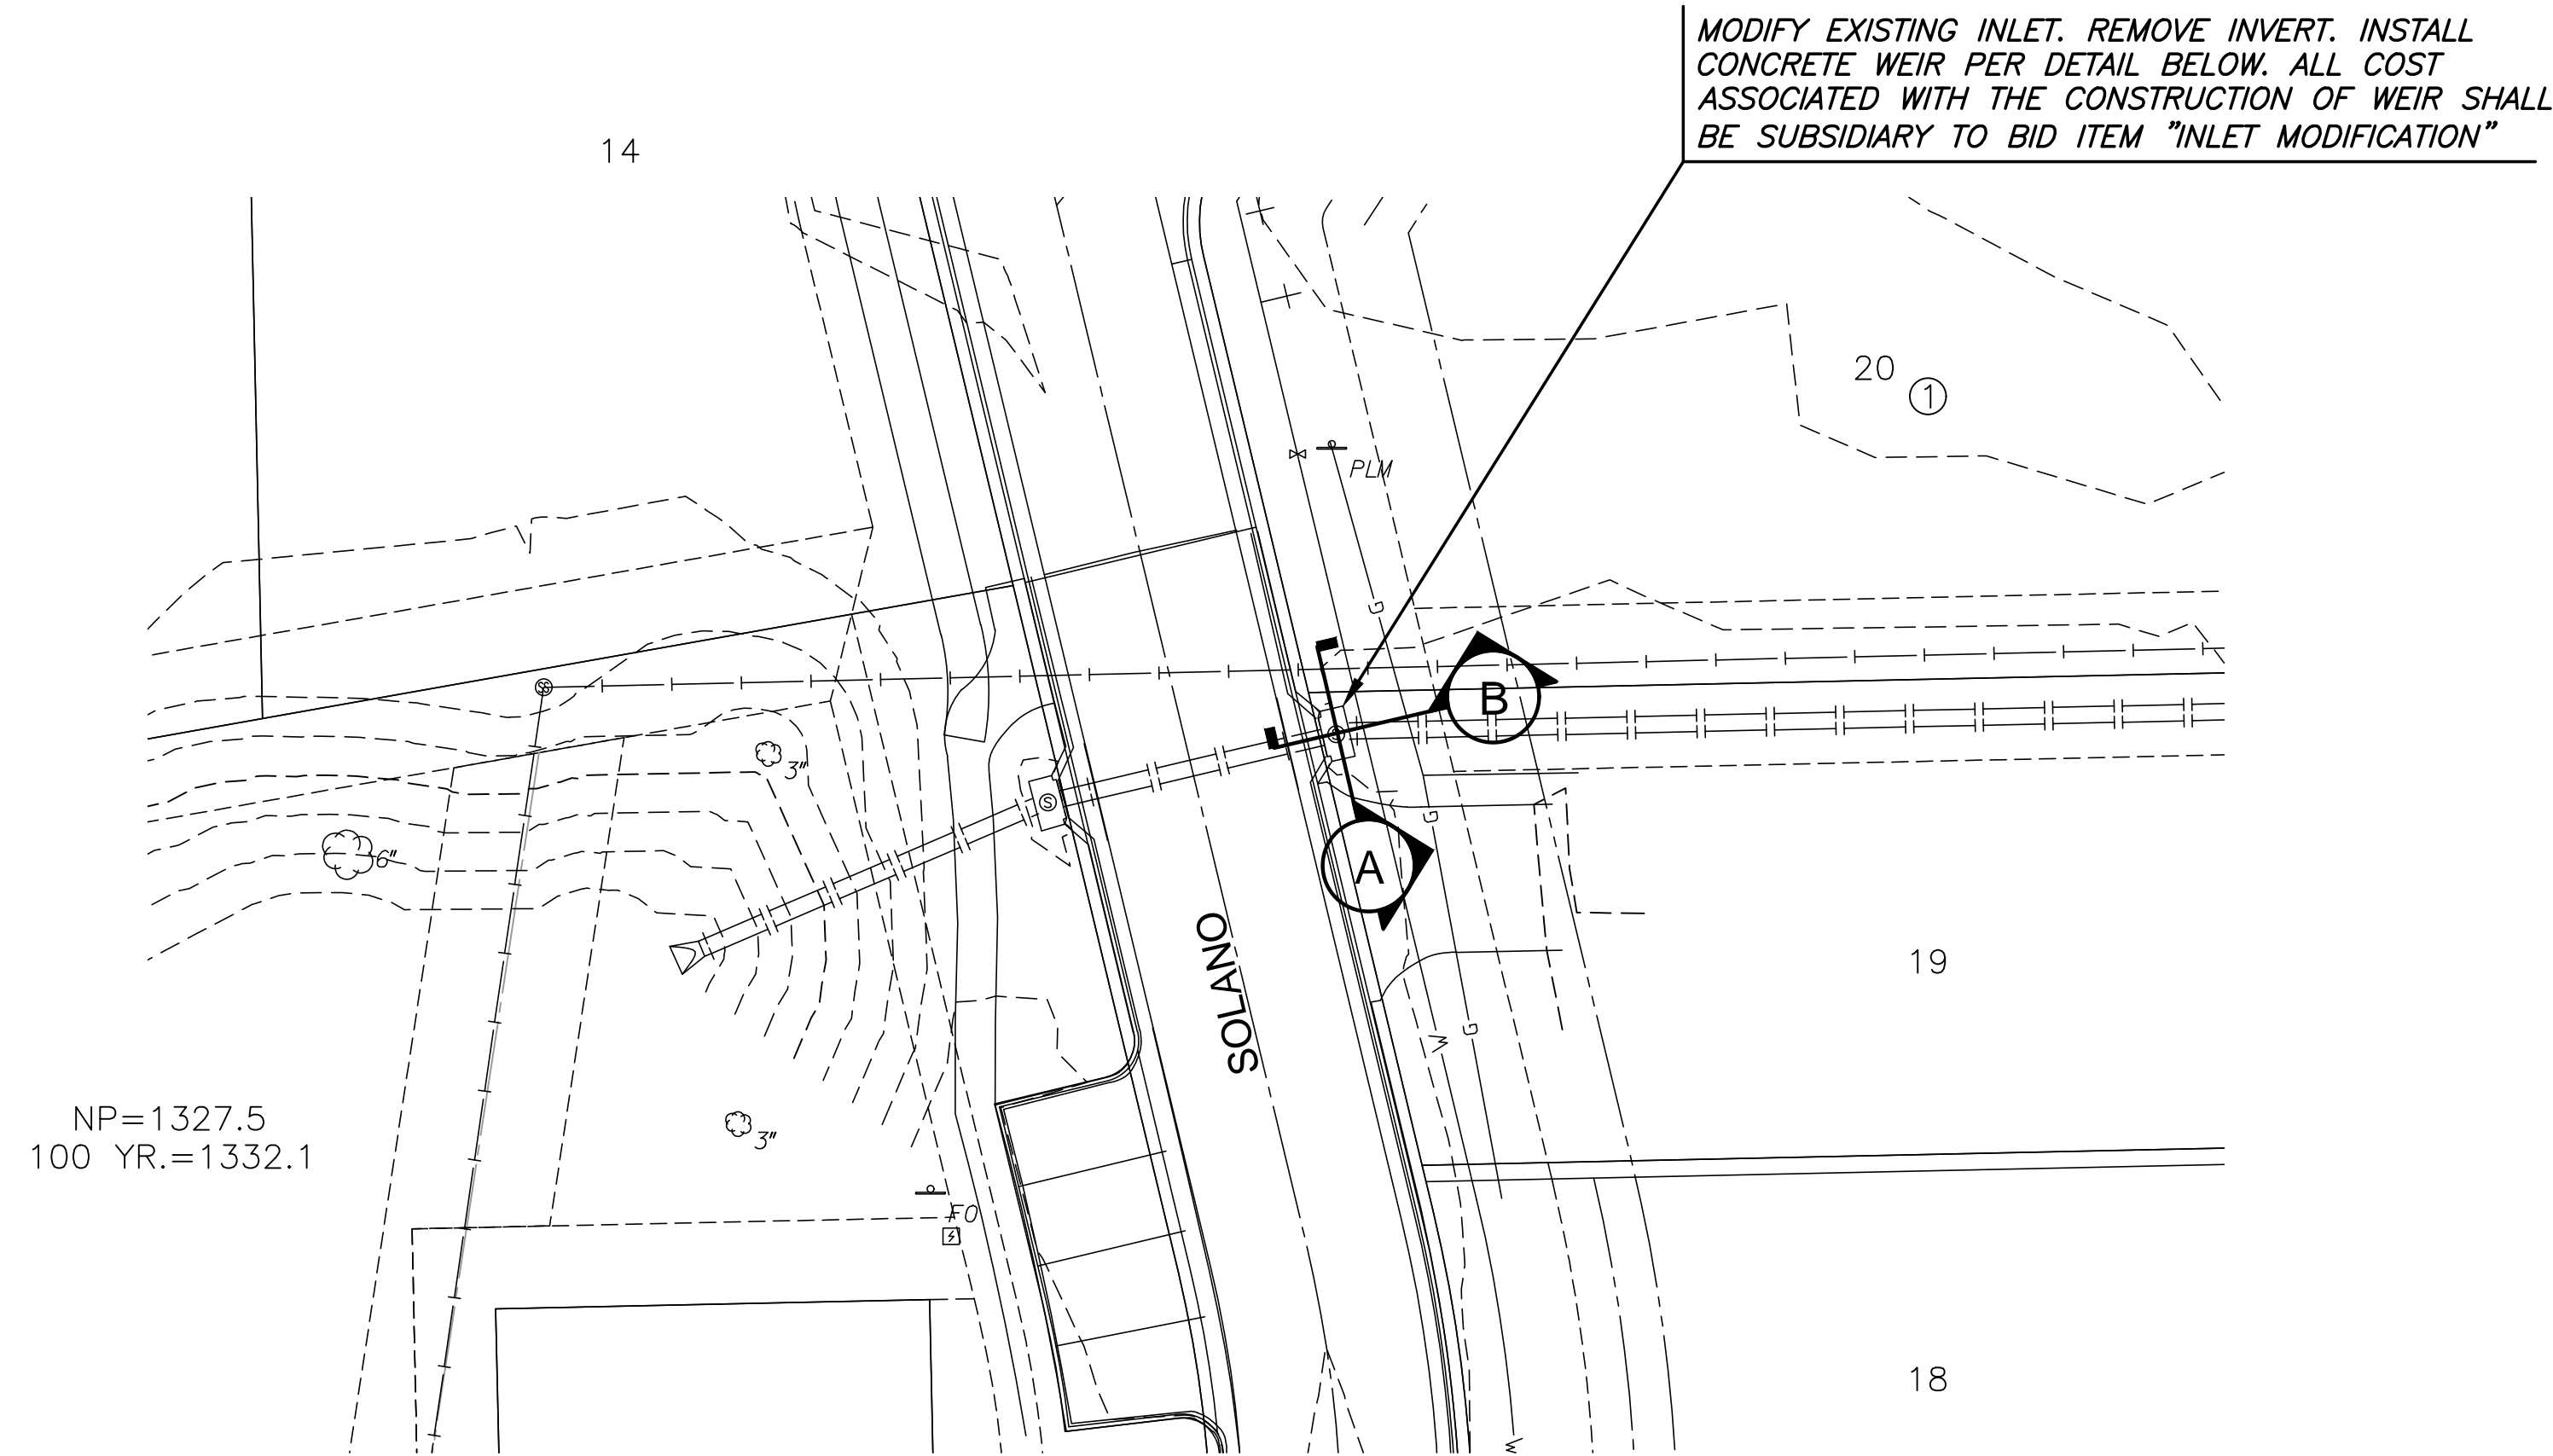 MODIFY EXISTING INLET. REMOVE INVERT. INSTALL
CONCRETE WEIR PER DETAIL BELOW. ALL COST
ASSOCIATED WITH THE CONSTRUCTION OF WEIR SHALL
BE SUBSIDIARY TO BID ITEM "INLET MODIFICATION"
14
20
1
PLM
G
SS
B
S
3"
S
6"
G
A
SOLANO
19
W
G
NP=1327.5
100 YR.=1332.1
3"
FO
18
W